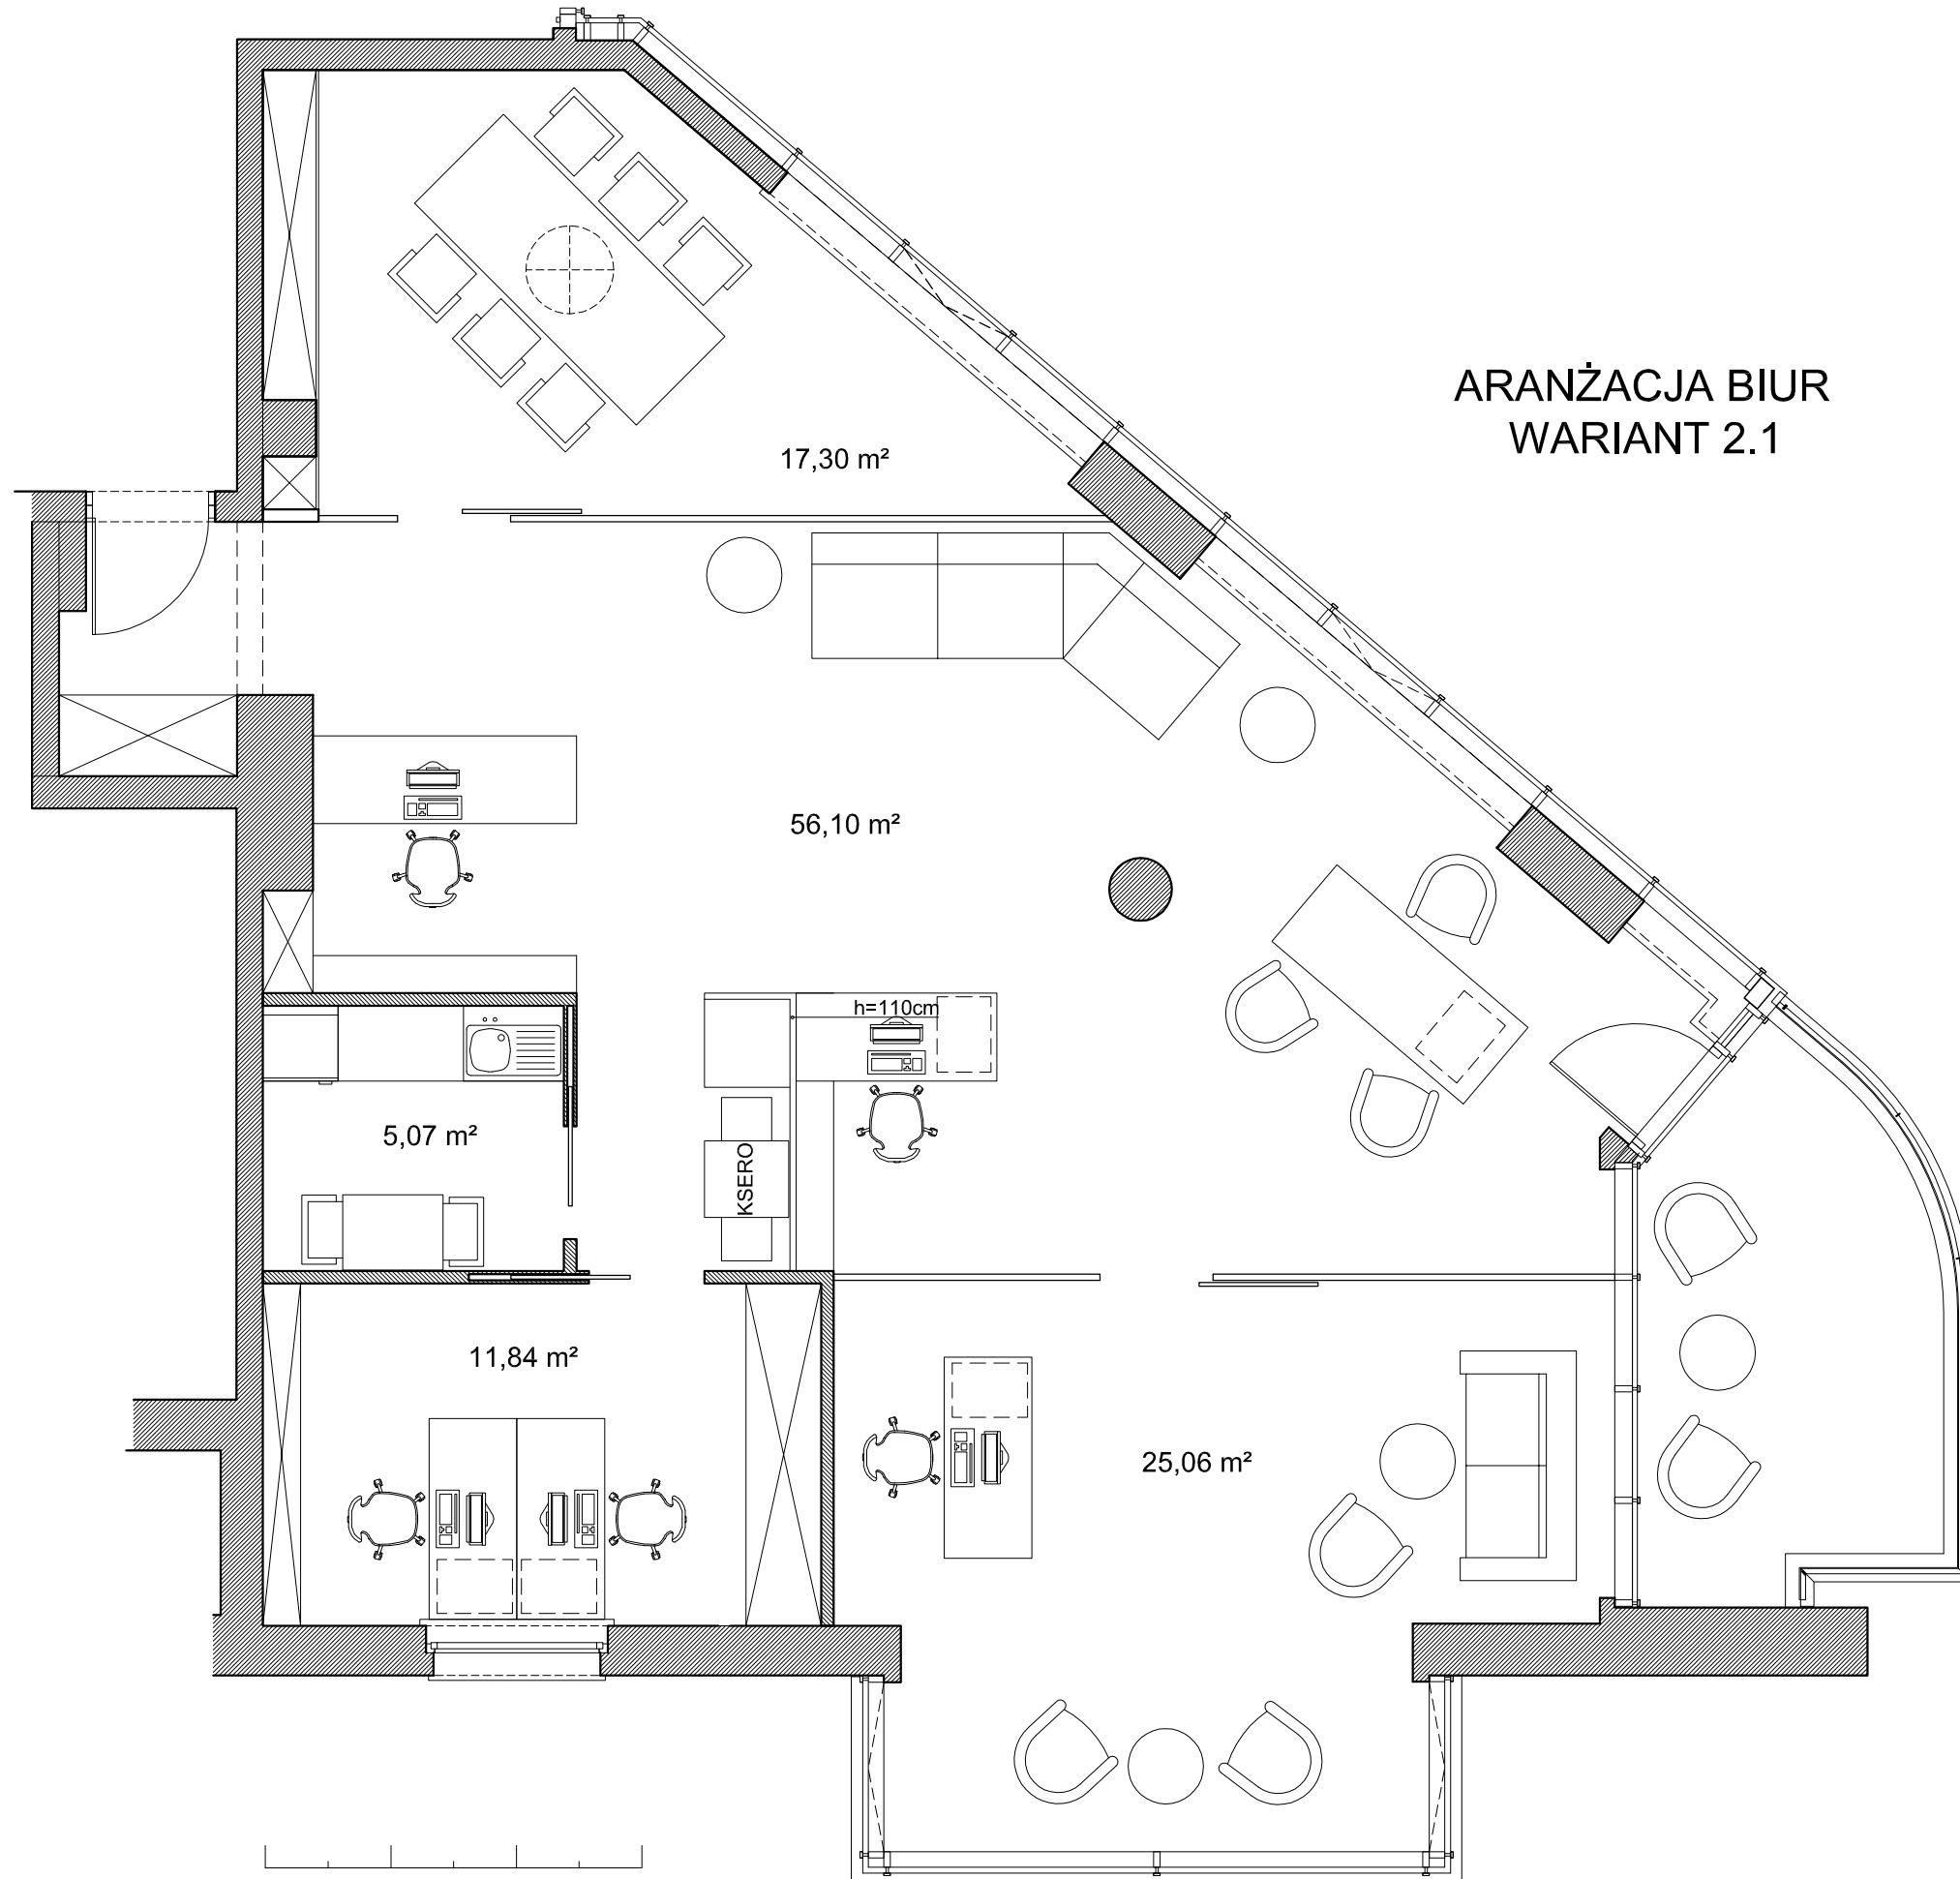 ARANŻACJA BIUR
WARIANT 2.1
17,30 m²
56,10 m²
h=110cm
5,07 m²
KSERO
11,84 m²
25,06 m²